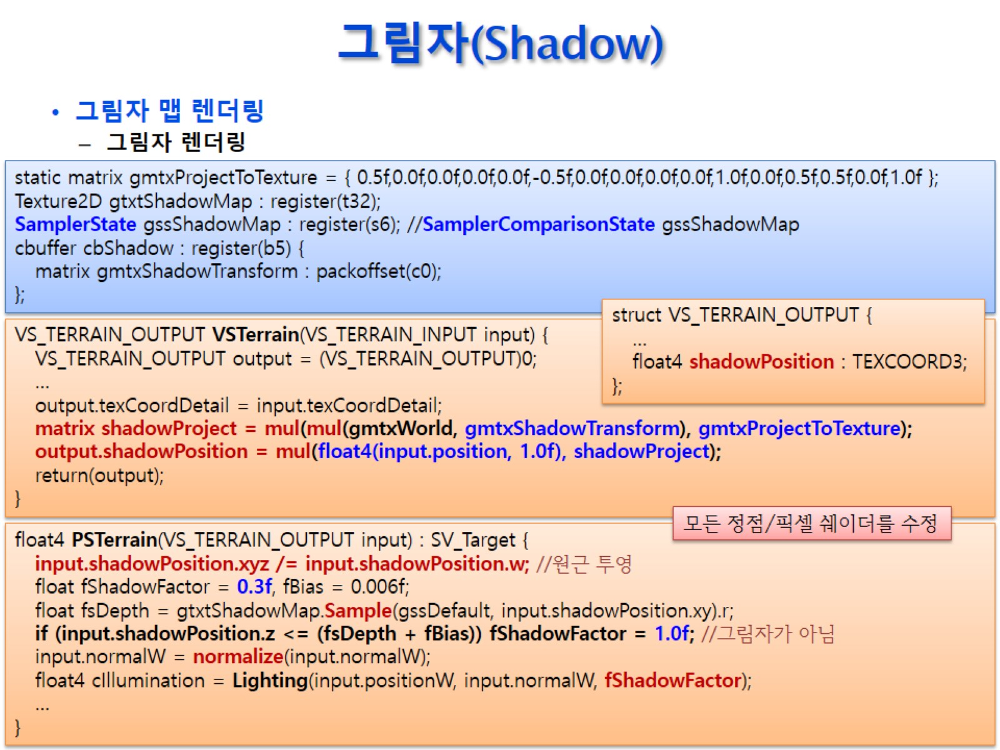 그림자(Shadow)
• 그림자 맵 렌더링
– 그림자 렌더링
static matrix gmtxProjectToTexture = { 0.5f,0.0f,0.0f,0.0f,0.0f,-0.5f,0.0f,0.0f,0.0f,0.0f,1.0f,0.0f,0.5f,0.5f,0.0f,1.0f };
Texture2D gtxtShadowMap : register(t32);
SamplerState gssShadowMap : register(s6); //SamplerComparisonState gssShadowMap
cbuffer cbShadow : register(b5) {
matrix gmtxShadowTransform : packoffset(c0);
};
struct VS_TERRAIN_OUTPUT {
...
float4 shadowPosition : TEXCOORD3;
};
VS_TERRAIN_OUTPUT VSTerrain(VS_TERRAIN_INPUT input) {
VS_TERRAIN_OUTPUT output = (VS_TERRAIN_OUTPUT)0;
...
output.texCoordDetail = input.texCoordDetail;
matrix shadowProject = mul(mul(gmtxWorld, gmtxShadowTransform), gmtxProjectToTexture);
output.shadowPosition = mul(float4(input.position, 1.0f), shadowProject);
return(output);
}
모든 정점/픽셀 쉐이더를 수정
float4 PSTerrain(VS_TERRAIN_OUTPUT input) : SV_Target {
input.shadowPosition.xyz /= input.shadowPosition.w; //원근 투영
float fShadowFactor = 0.3f, fBias = 0.006f;
float fsDepth = gtxtShadowMap.Sample(gssDefault, input.shadowPosition.xy).r;
if (input.shadowPosition.z <= (fsDepth + fBias)) fShadowFactor = 1.0f; //그림자가 아님
input.normalW = normalize(input.normalW);
float4 cIllumination = Lighting(input.positionW, input.normalW, fShadowFactor);
...
}